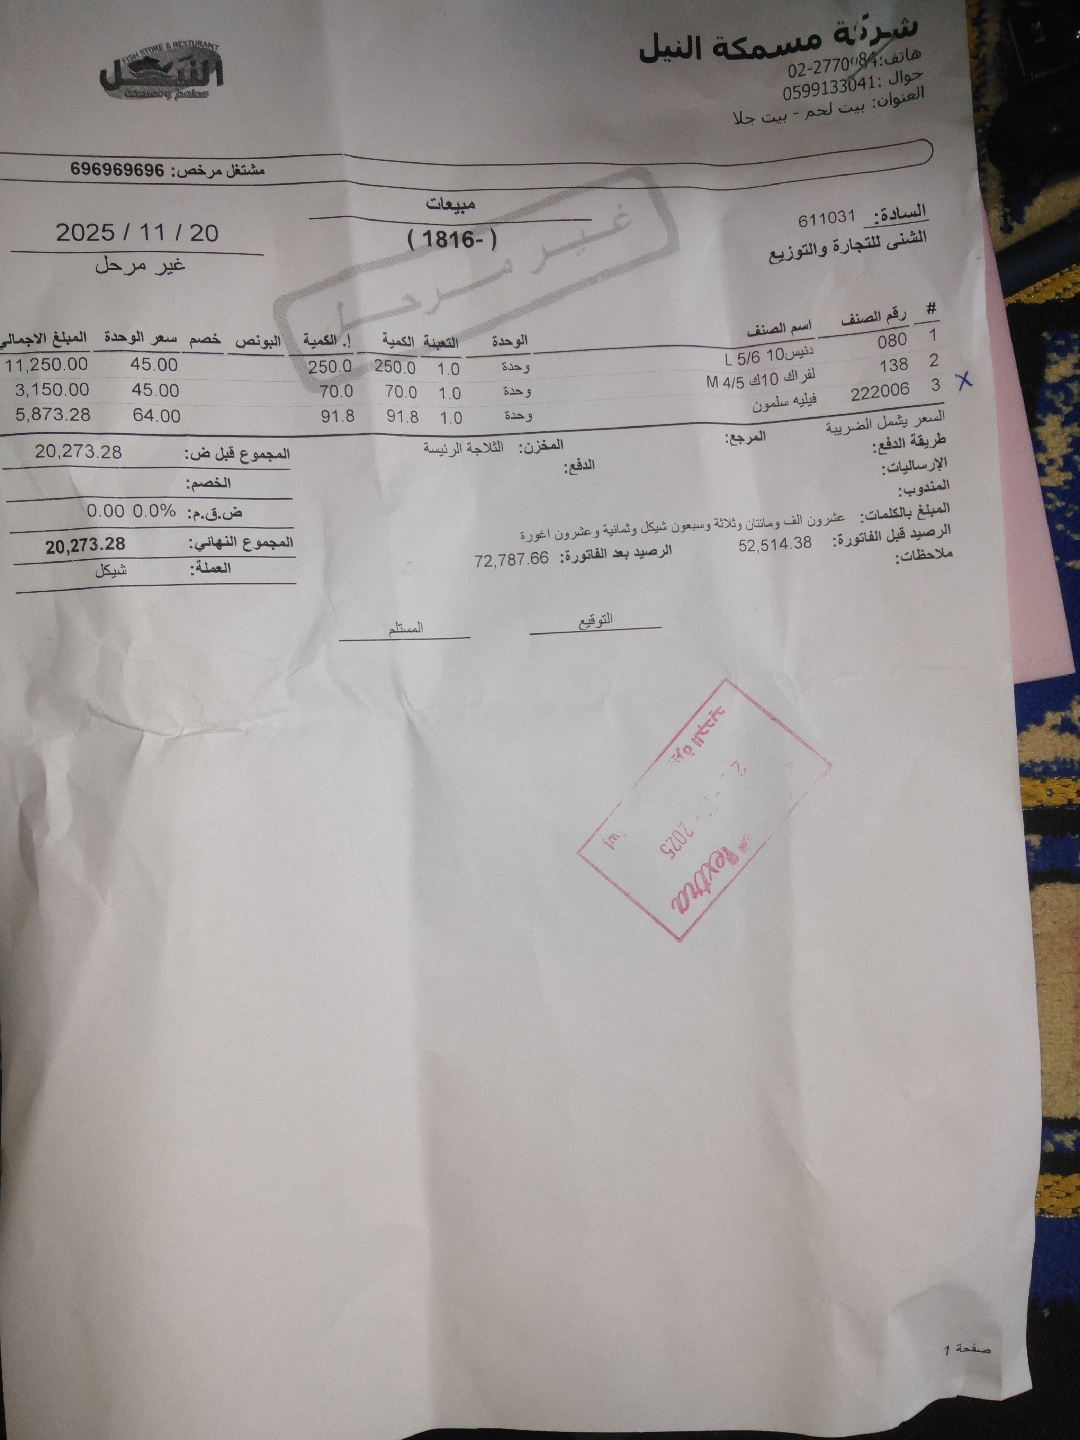 شركة مسمكة النيل
هاتف:
جوال :0599133041
العنوان: بيت لحم - بيت جلا
FISH STORE & RESTURANT
النيل
مشتغل مرخص: 696969696
مبيعات
( 1816- )
السادة: 611031
الشنى للتجارة والتوزيع
2025 / 11 / 20
غير مرحل
غير مرحل
# رقم الصنف اسم الصنف الوحدة التعبئة الكمية إ. الكمية البونص خصم سعر الوحدة المبلغ الاجمالي
1 080 دنيس10 5/6 L وحدة 1.0 250.0 250.0 45.00 11,250.00
2 138 لفراك 10ك 4/5 M وحدة 1.0 70.0 70.0 45.00 3,150.00
3 222006 فيليه سلمون وحدة 1.0 91.8 91.8 64.00 5,873.28
X
السعر يشمل الضريبة
طريقة الدفع: المرجع: المخزن: الثلاجة الرئيسة
الدفع:
الإرساليات:
المندوب:
المبلغ بالكلمات: عشرون الف ومائتان وثلاثة وسبعون شيكل وثمانية وعشرون اغورة
الرصيد قبل الفاتورة: 52,514.38 الرصيد بعد الفاتورة: 72,787.66
ملاحظات:
المجموع قبل ض: 20,273.28
الخصم:
ض.ق.م: 0.0% 0.00
المجموع النهائي: 20,273.28
العملة: شيكل
التوقيع
المستلم
2025
extra
صفحة 1